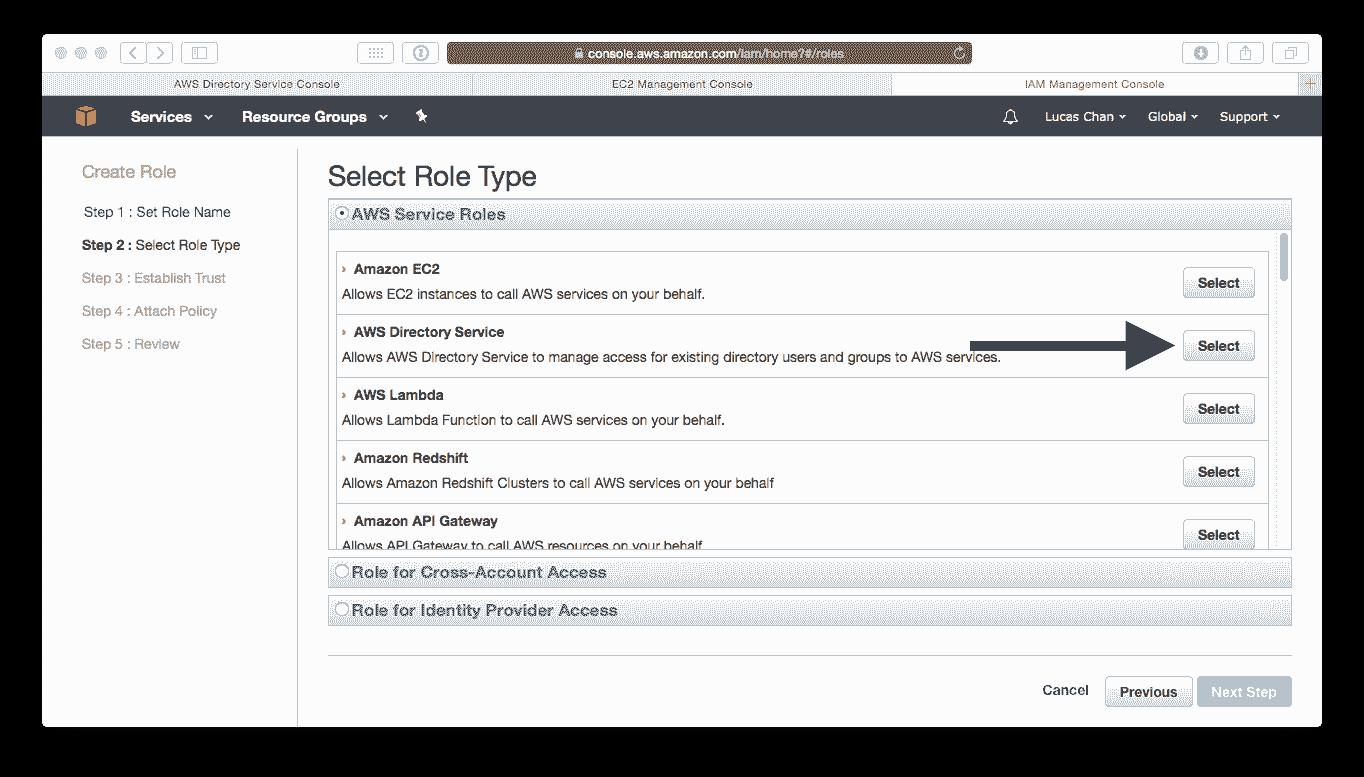 console.aws.amazon.com/iam/home?#/roles
AWS Directory Service Console
EC2 Management Console
IAM Management Console
Services
Resource Groups
Lucas Chan
Global
Support
Create Role
Step 1 : Set Role Name
Step 2 : Select Role Type
Step 3 : Establish Trust
Step 4 : Attach Policy
Step 5 : Review
Select Role Type
AWS Service Roles
Amazon EC2
Allows EC2 instances to call AWS services on your behalf.
Select
AWS Directory Service
Allows AWS Directory Service to manage access for existing directory users and groups to AWS services.
Select
AWS Lambda
Allows Lambda Function to call AWS services on your behalf.
Select
Amazon Redshift
Allows Amazon Redshift Clusters to call AWS services on your behalf
Select
Amazon API Gateway
Allows API Gateway to call AWS resources on your behalf
Select
Role for Cross-Account Access
Role for Identity Provider Access
Cancel
Previous
Next Step